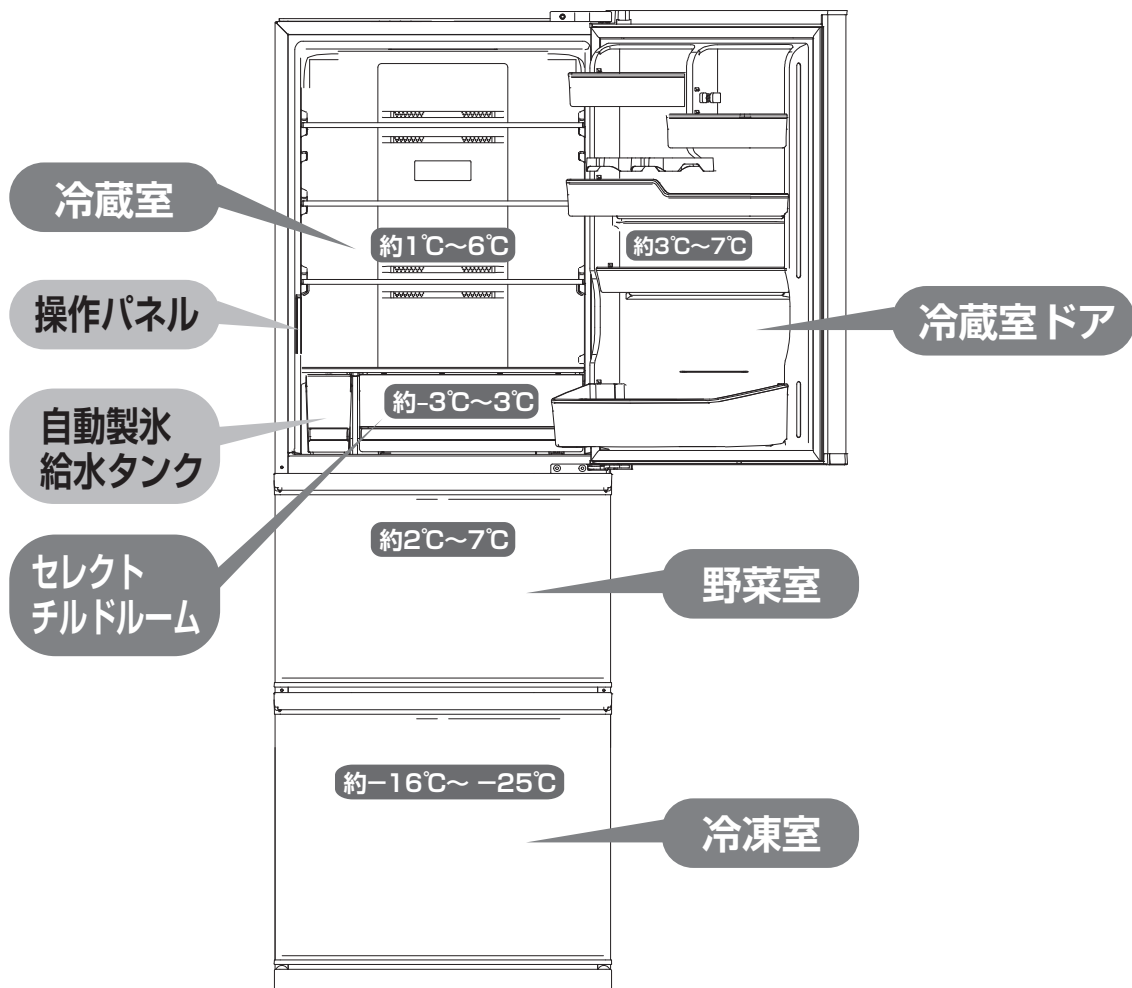 冷蔵室
約1℃〜6℃
約3℃〜7℃
操作パネル
冷蔵室ドア
約−3℃〜3℃
自動製氷
給水タンク
約2℃〜7℃
セレクト
チルドルーム
野菜室
約−16℃〜 −25℃
冷凍室